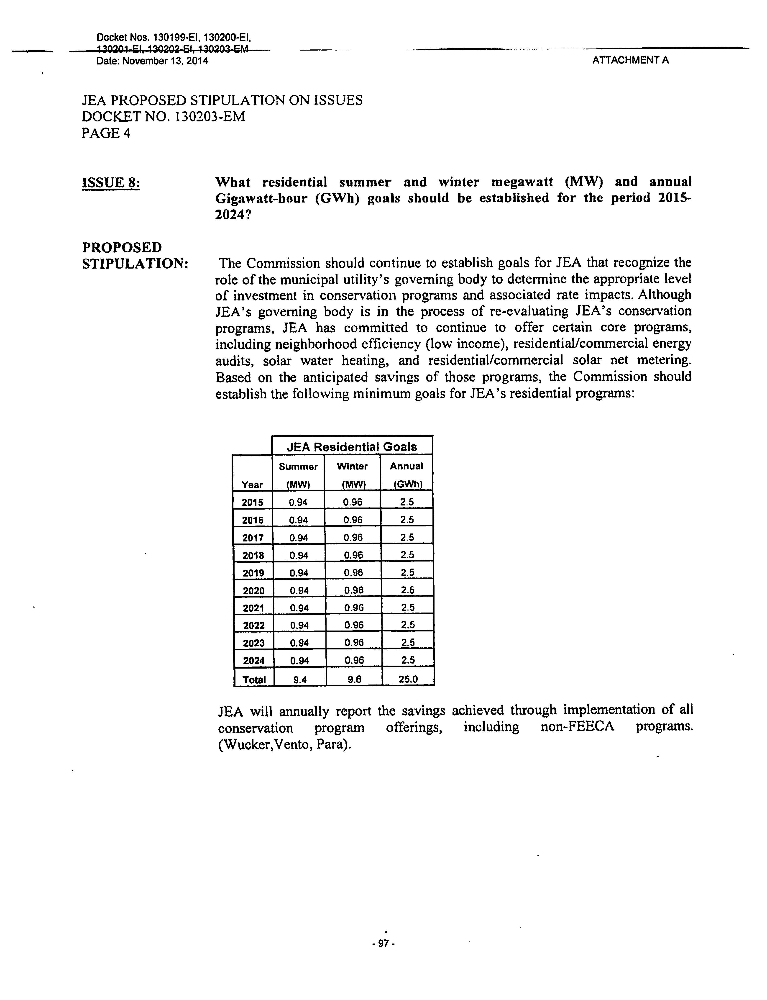 Docket Nos. 130199-EI, 130200-EI,
130201-EI, 130202-EI, 130203-EM
Date: November 13, 2014
ATTACHMENT A
JEA PROPOSED STIPULATION ON ISSUES
DOCKET NO. 130203-EM
PAGE 4
ISSUE 8: What residential summer and winter megawatt (MW) and annual
Gigawatt-hour (GWh) goals should be established for the period 2015-
2024?
PROPOSED
STIPULATION: The Commission should continue to establish goals for JEA that recognize the
role of the municipal utility's governing body to determine the appropriate level
of investment in conservation programs and associated rate impacts. Although
JEA's governing body is in the process of re-evaluating JEA's conservation
programs, JEA has committed to continue to offer certain core programs,
including neighborhood efficiency (low income), residential/commercial energy
audits, solar water heating, and residential/commercial solar net metering.
Based on the anticipated savings of those programs, the Commission should
establish the following minimum goals for JEA's residential programs:
JEA Residential Goals
Summer Winter Annual
Year (MW) (MW) (GWh)
2015 0.94 0.96 2.5
2016 0.94 0.96 2.5
2017 0.94 0.96 2.5
2018 0.94 0.96 2.5
2019 0.94 0.96 2.5
2020 0.94 0.96 2.5
2021 0.94 0.96 2.5
2022 0.94 0.96 2.5
2023 0.94 0.96 2.5
2024 0.94 0.96 2.5
Total 9.4 9.6 25.0
JEA will annually report the savings achieved through implementation of all
conservation program offerings, including non-FEECA programs.
(Wucker,Vento, Para).
- 97 -